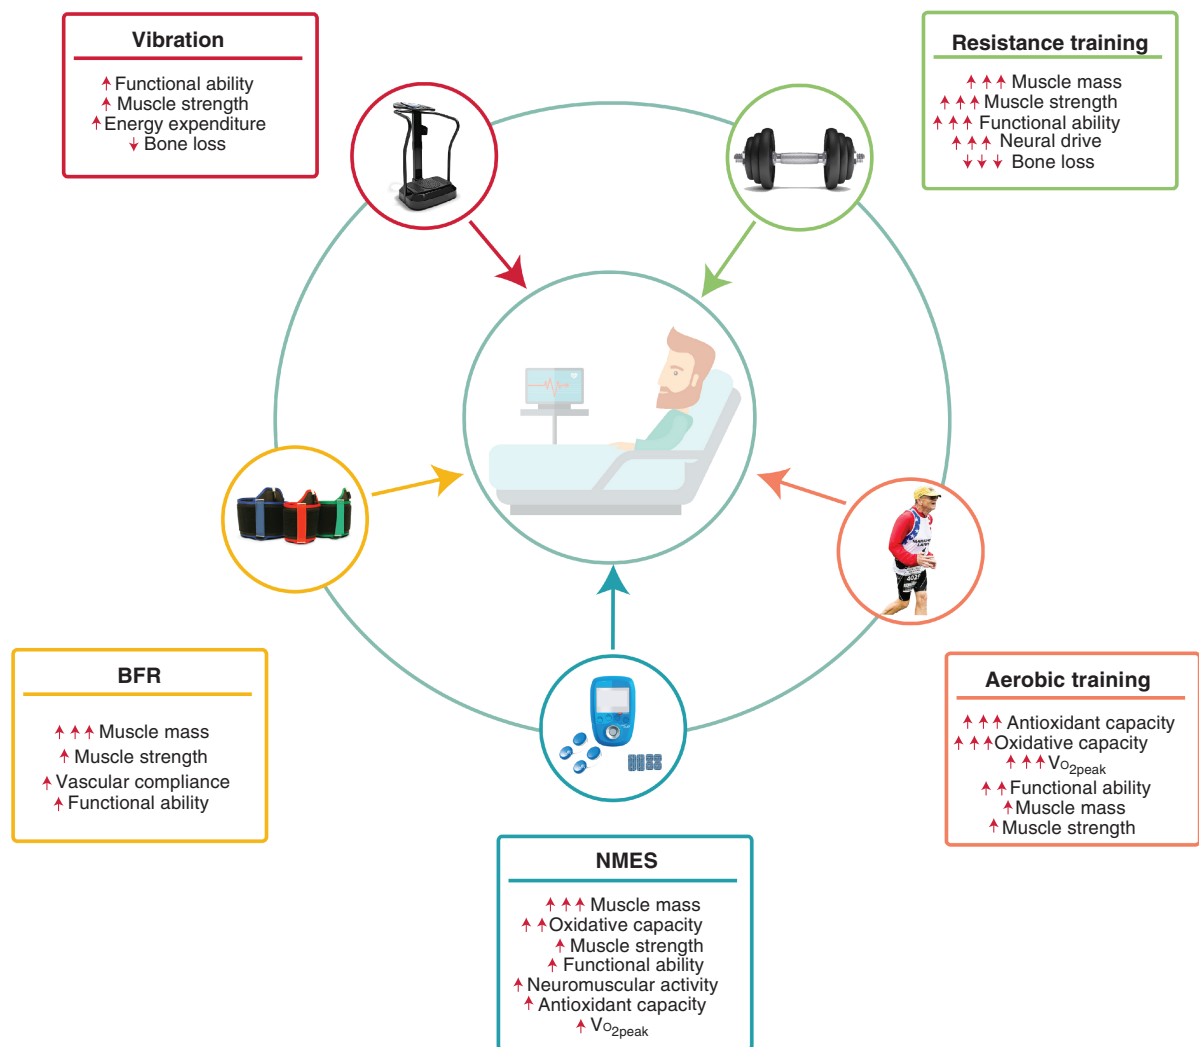 Vibration
↑ Functional ability
↑ Muscle strength
↑ Energy expenditure
↓ Bone loss
Resistance training
↑↑↑ Muscle mass
↑↑↑ Muscle strength
↑↑↑ Functional ability
↑↑↑ Neural drive
↓↓↓ Bone loss
BFR
↑↑↑ Muscle mass
↑ Muscle strength
↑ Vascular compliance
↑ Functional ability
Aerobic training
↑↑↑ Antioxidant capacity
↑↑↑ Oxidative capacity
↑↑↑ VO2peak
↑↑ Functional ability
↑ Muscle mass
↑ Muscle strength
NMES
↑↑↑ Muscle mass
↑↑ Oxidative capacity
↑ Muscle strength
↑ Functional ability
↑ Neuromuscular activity
↑ Antioxidant capacity
↑ VO2peak